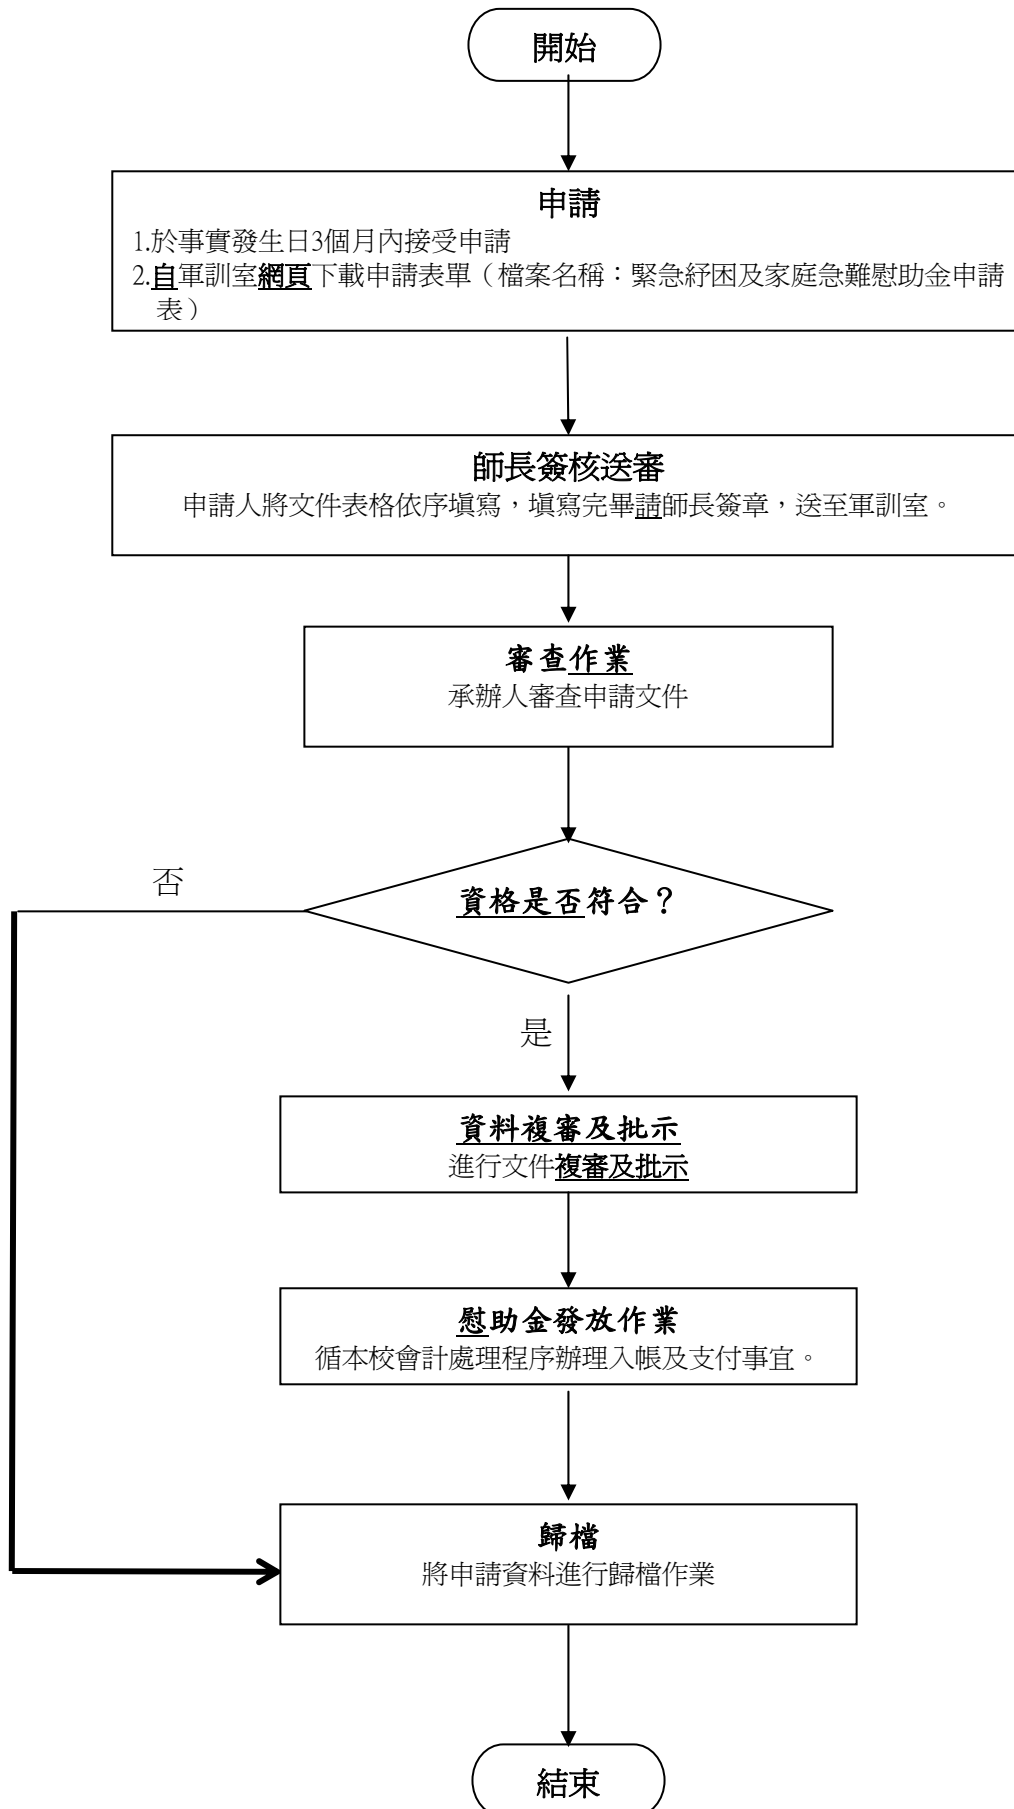 開始
申請
1.於事實發生日3個月內接受申請
2.自軍訓室網頁下載申請表單（檔案名稱：緊急紓困及家庭急難慰助金申請
表）
師長簽核送審
申請人將文件表格依序填寫，填寫完畢請師長簽章，送至軍訓室。
審查作業
承辦人審查申請文件
否
資格是否符合？
是
資料複審及批示
進行文件複審及批示
慰助金發放作業
循本校會計處理程序辦理入帳及支付事宜。
歸檔
將申請資料進行歸檔作業
結束